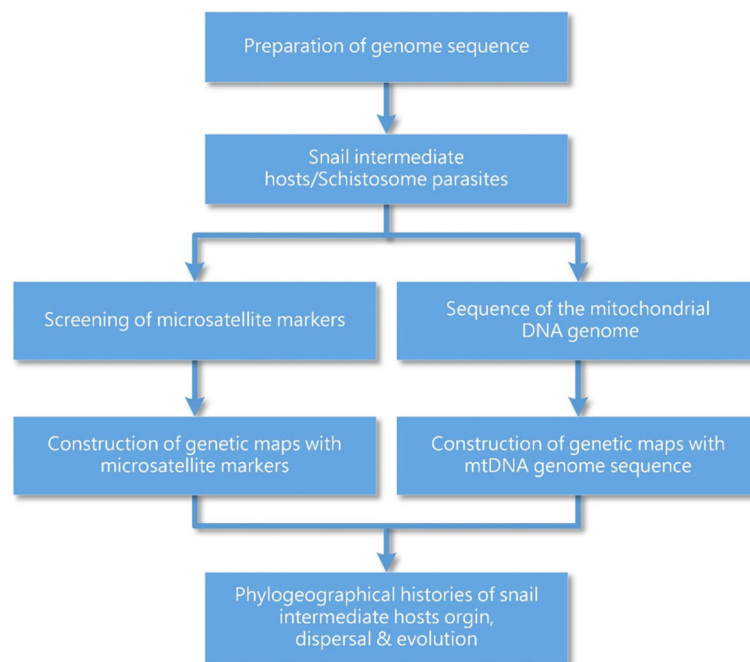 Preparation of genome sequence
Snail intermediate
hosts/Schistosome parasites
Screening of microsatellite markers
Sequence of the mitochondrial
DNA genome
Construction of genetic maps with
microsatellite markers
Construction of genetic maps with
mtDNA genome sequence
Phylogeographical histories of snail
intermediate hosts orgin,
dispersal & evolution